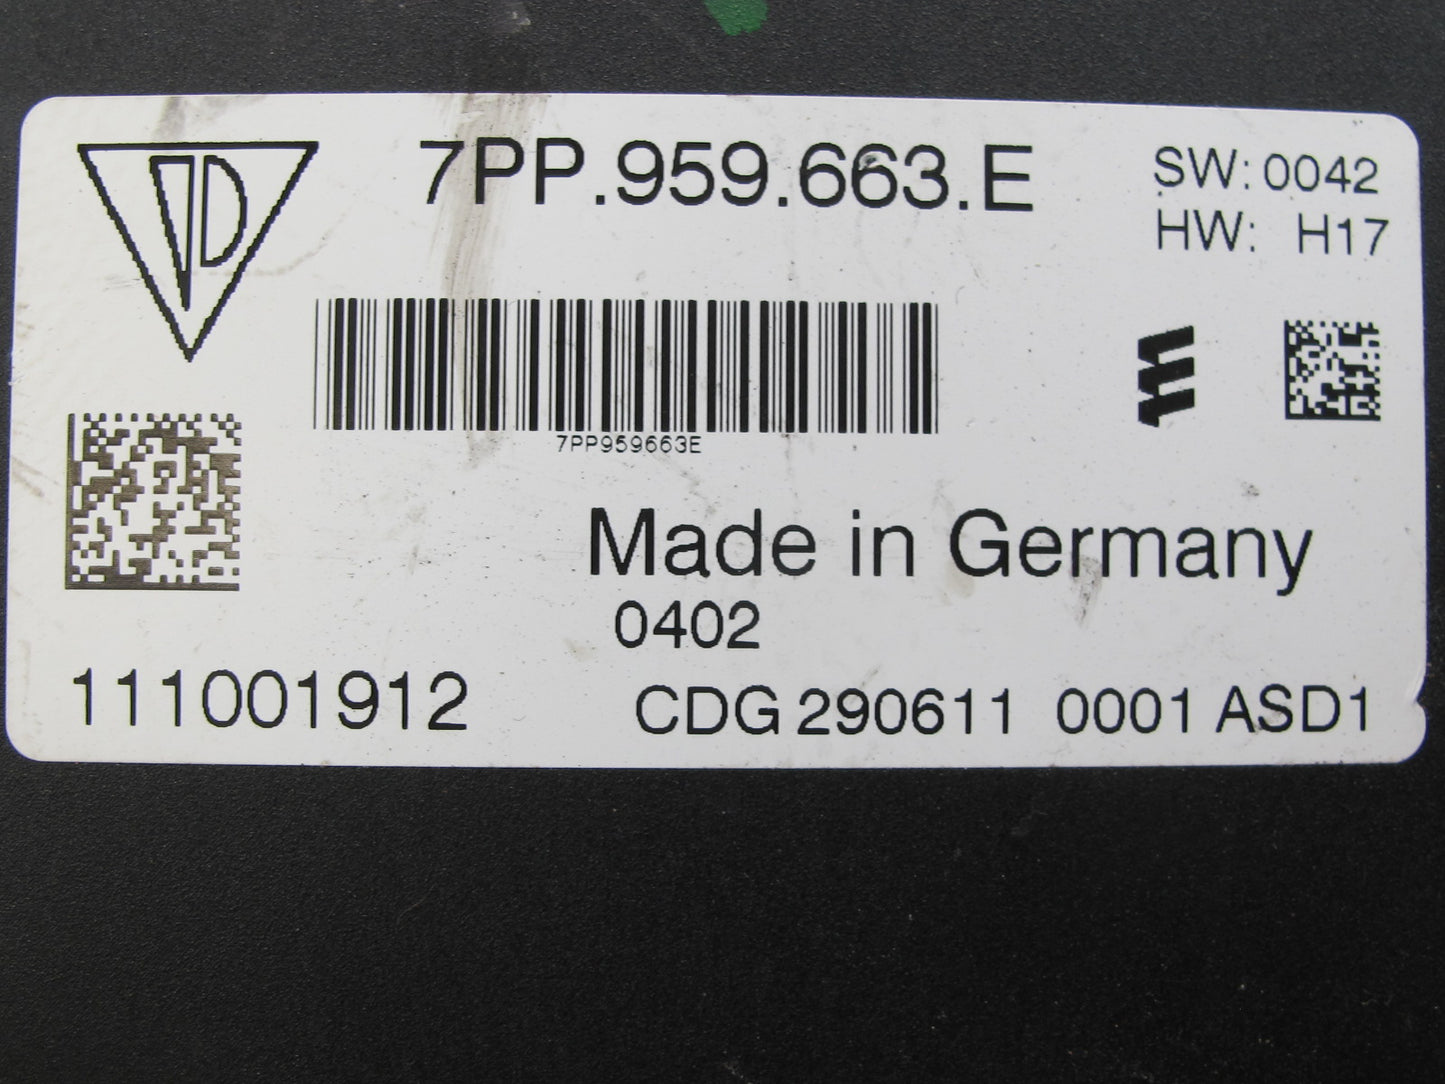 7PP.959.663.E
SW: 0042
HW: H17
7PP959663E
Made in Germany
0402
111001912
CDG 290611 0001 ASD1